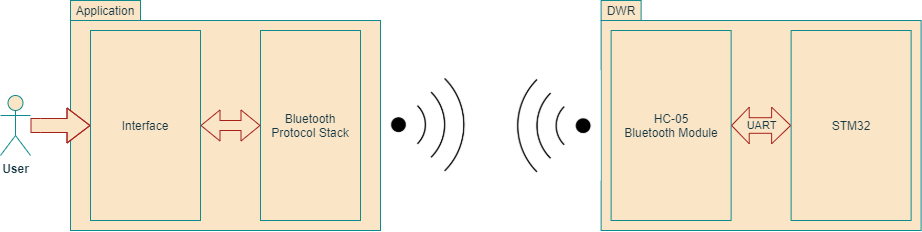 Application
DWR
Interface
Bluetooth
Protocol Stack
HC-05
Bluetooth Module
UART
STM32
User